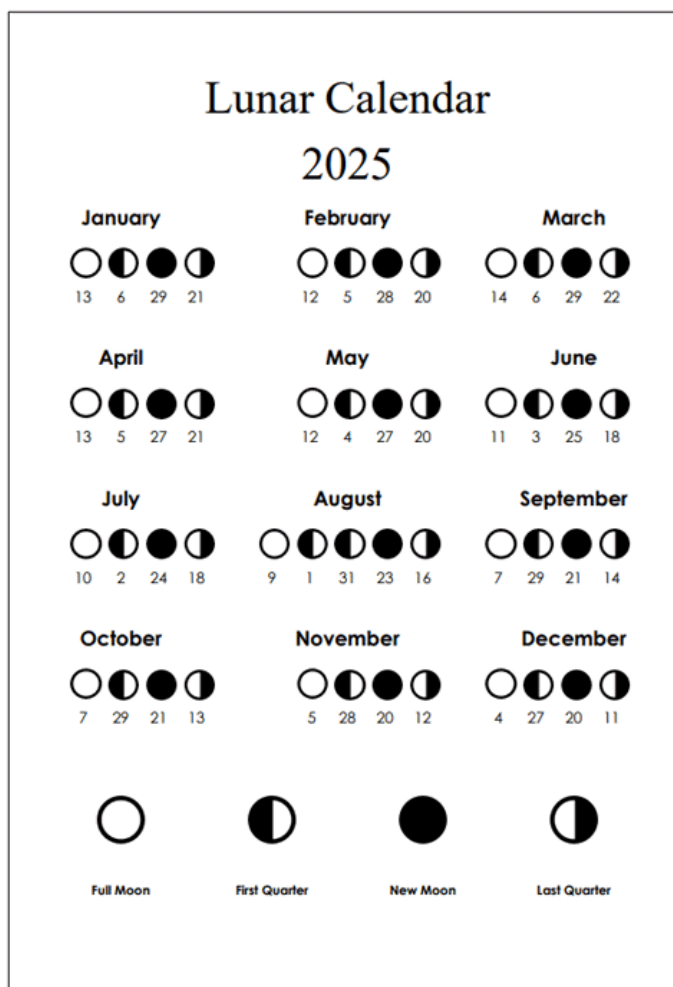 Lunar Calendar
2025
January February March
13 6 29 21 12 5 28 20 14 6 29 22
April May June
13 5 27 21 12 4 27 20 11 3 25 18
July August September
10 2 24 18 9 1 31 23 16 7 29 21 14
October November December
7 29 21 13 5 28 20 12 4 27 20 11
Full Moon First Quarter New Moon Last Quarter